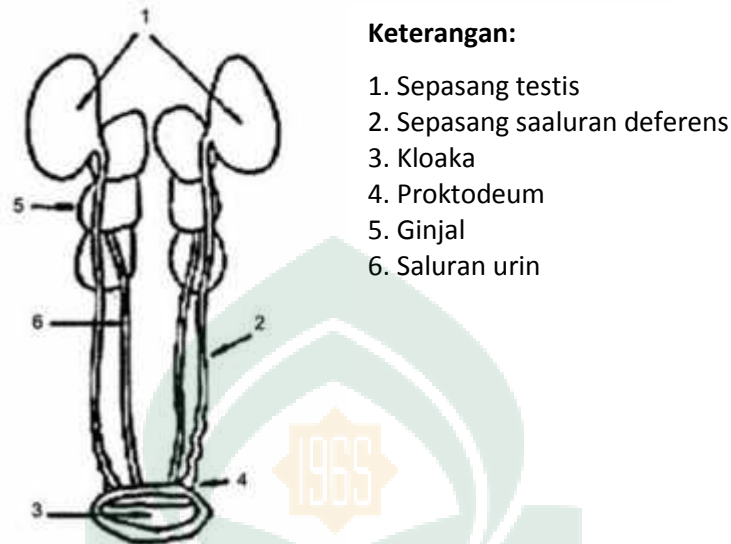 1
Keterangan:
1. Sepasang testis
2. Sepasang saaluran deferens
3. Kloaka
4. Proktodeum
5. Ginjal
6. Saluran urin
5
6
2
1965
4
3